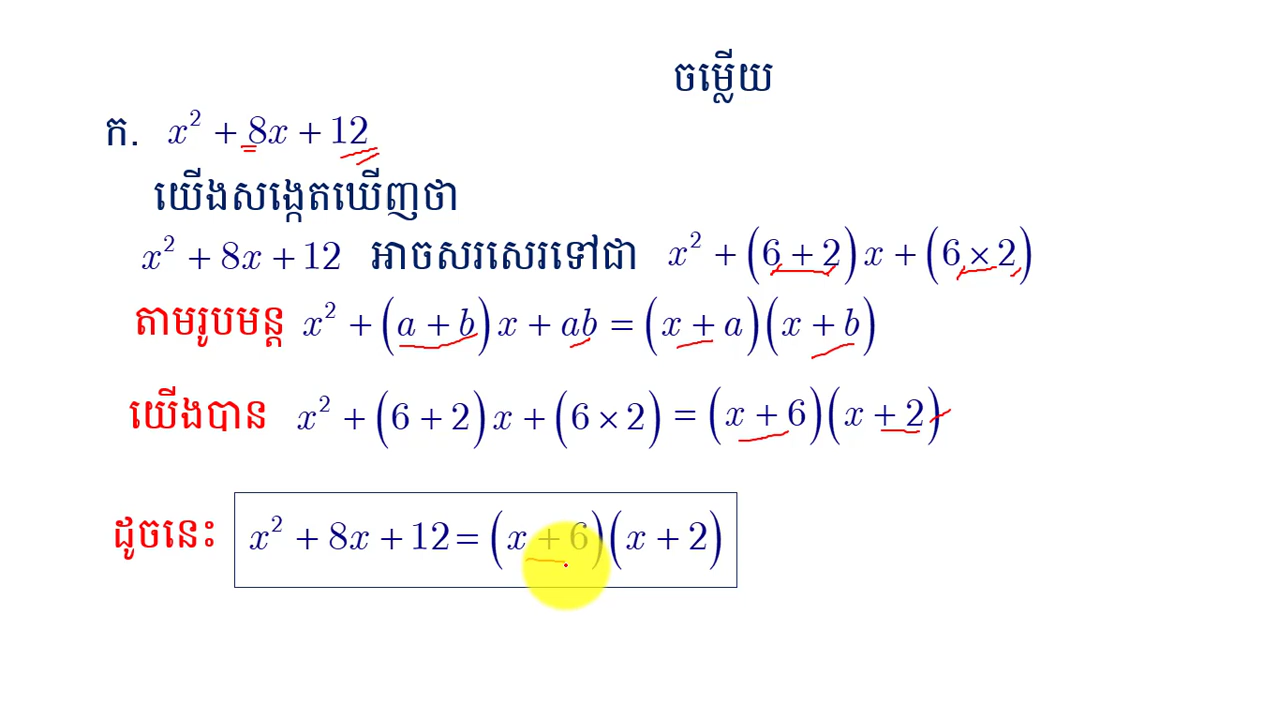 ចម្លើយ
ក. x² + 8x + 12
យើងសង្កេតឃើញថា
x² + 8x + 12 អាចសរសេរទៅជា x² + (6 + 2)x + (6 × 2)
តាមរូបមន្ត x² + (a + b)x + ab = (x + a)(x + b)
យើងបាន x² + (6 + 2)x + (6 × 2) = (x + 6)(x + 2)
ដូចនេះ x² + 8x + 12 = (x + 6)(x + 2)